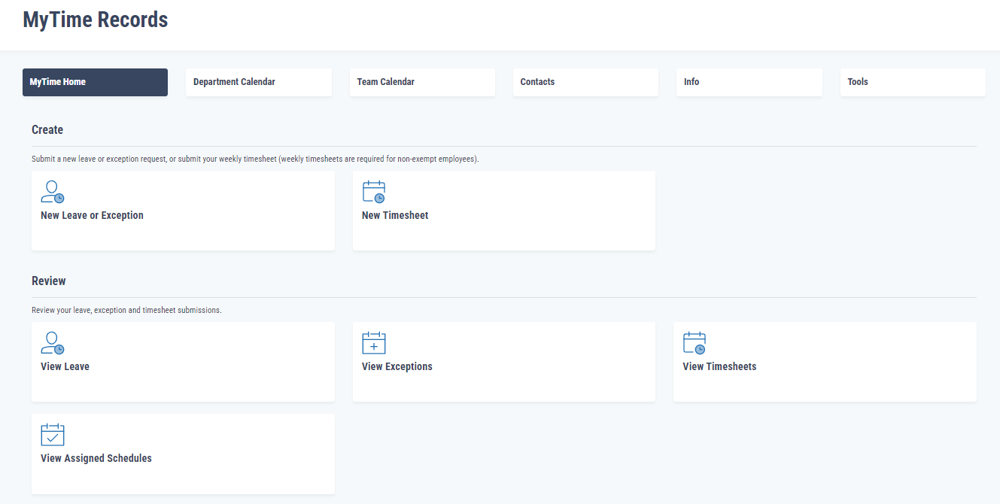 MyTime Records
MyTime Home
Department Calendar
Team Calendar
Contacts
Info
Tools
Create
Submit a new leave or exception request, or submit your weekly timesheet (weekly timesheets are required for non-exempt employees).
New Leave or Exception
New Timesheet
Review
Review your leave, exception and timesheet submissions.
View Leave
View Exceptions
View Timesheets
View Assigned Schedules